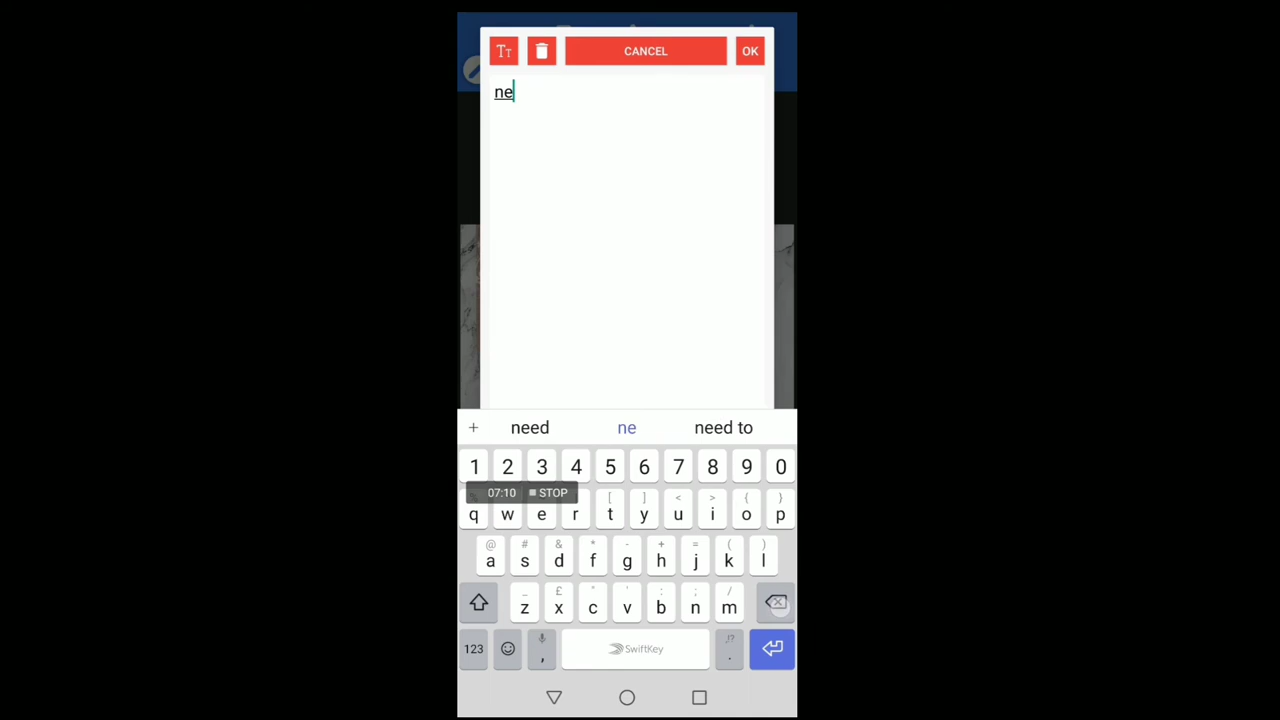 TT CANCEL OK
ne
+ need ne need to
1 2 3 4 5 6 7 8 9 0
07:10 STOP
[ ] < > { }
q w e r t y u i o p
@ # & * - + = ( )
a s d f g h j k l
_ £ " ' : ; /
z x c v b n m
123 , SwiftKey ,!? .